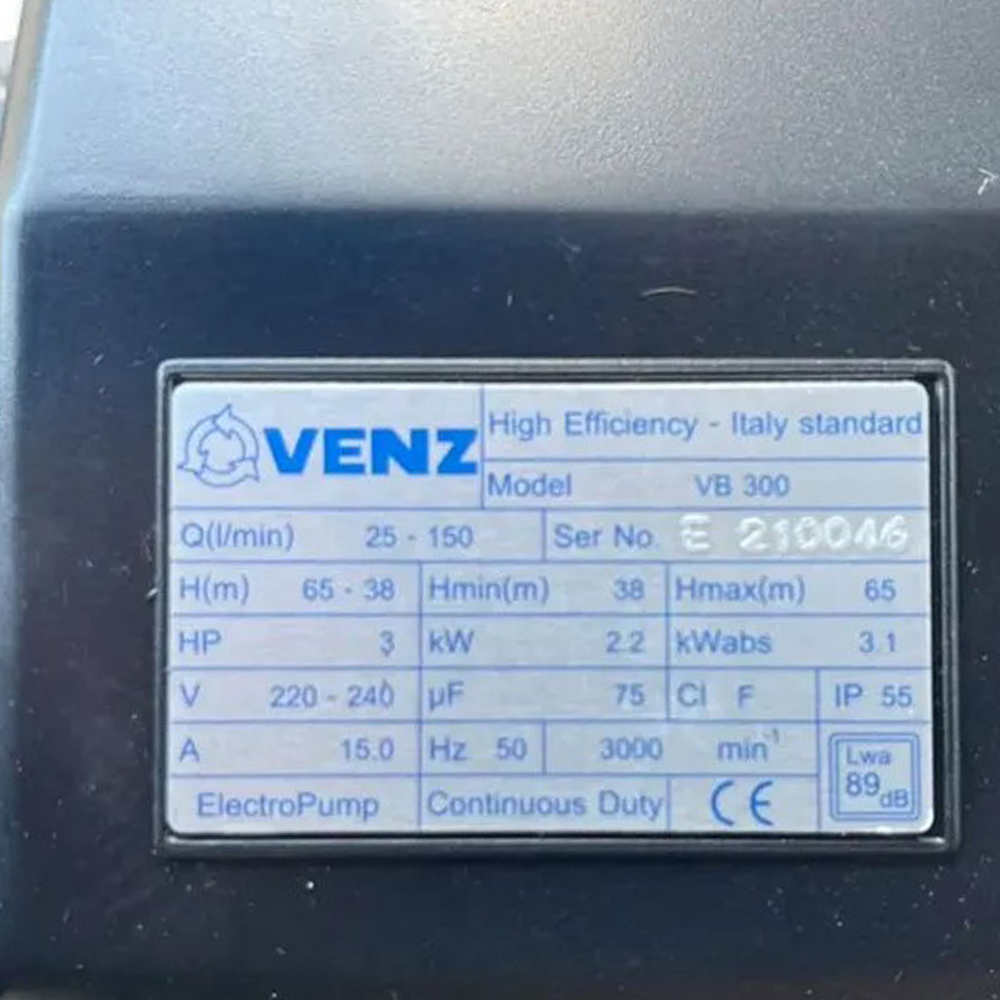 VENZ
High Efficiency - Italy standard
Model VB 300
Q(l/min) 25 - 150 Ser No. E 210046
H(m) 65 - 38 Hmin(m) 38 Hmax(m) 65
HP 3 kW 2.2 kWabs 3.1
V 220 - 240 µF 75 Cl F IP 55
A 15.0 Hz 50 3000 min⁻¹
Lwa
89 dB
ElectroPump Continuous Duty CE